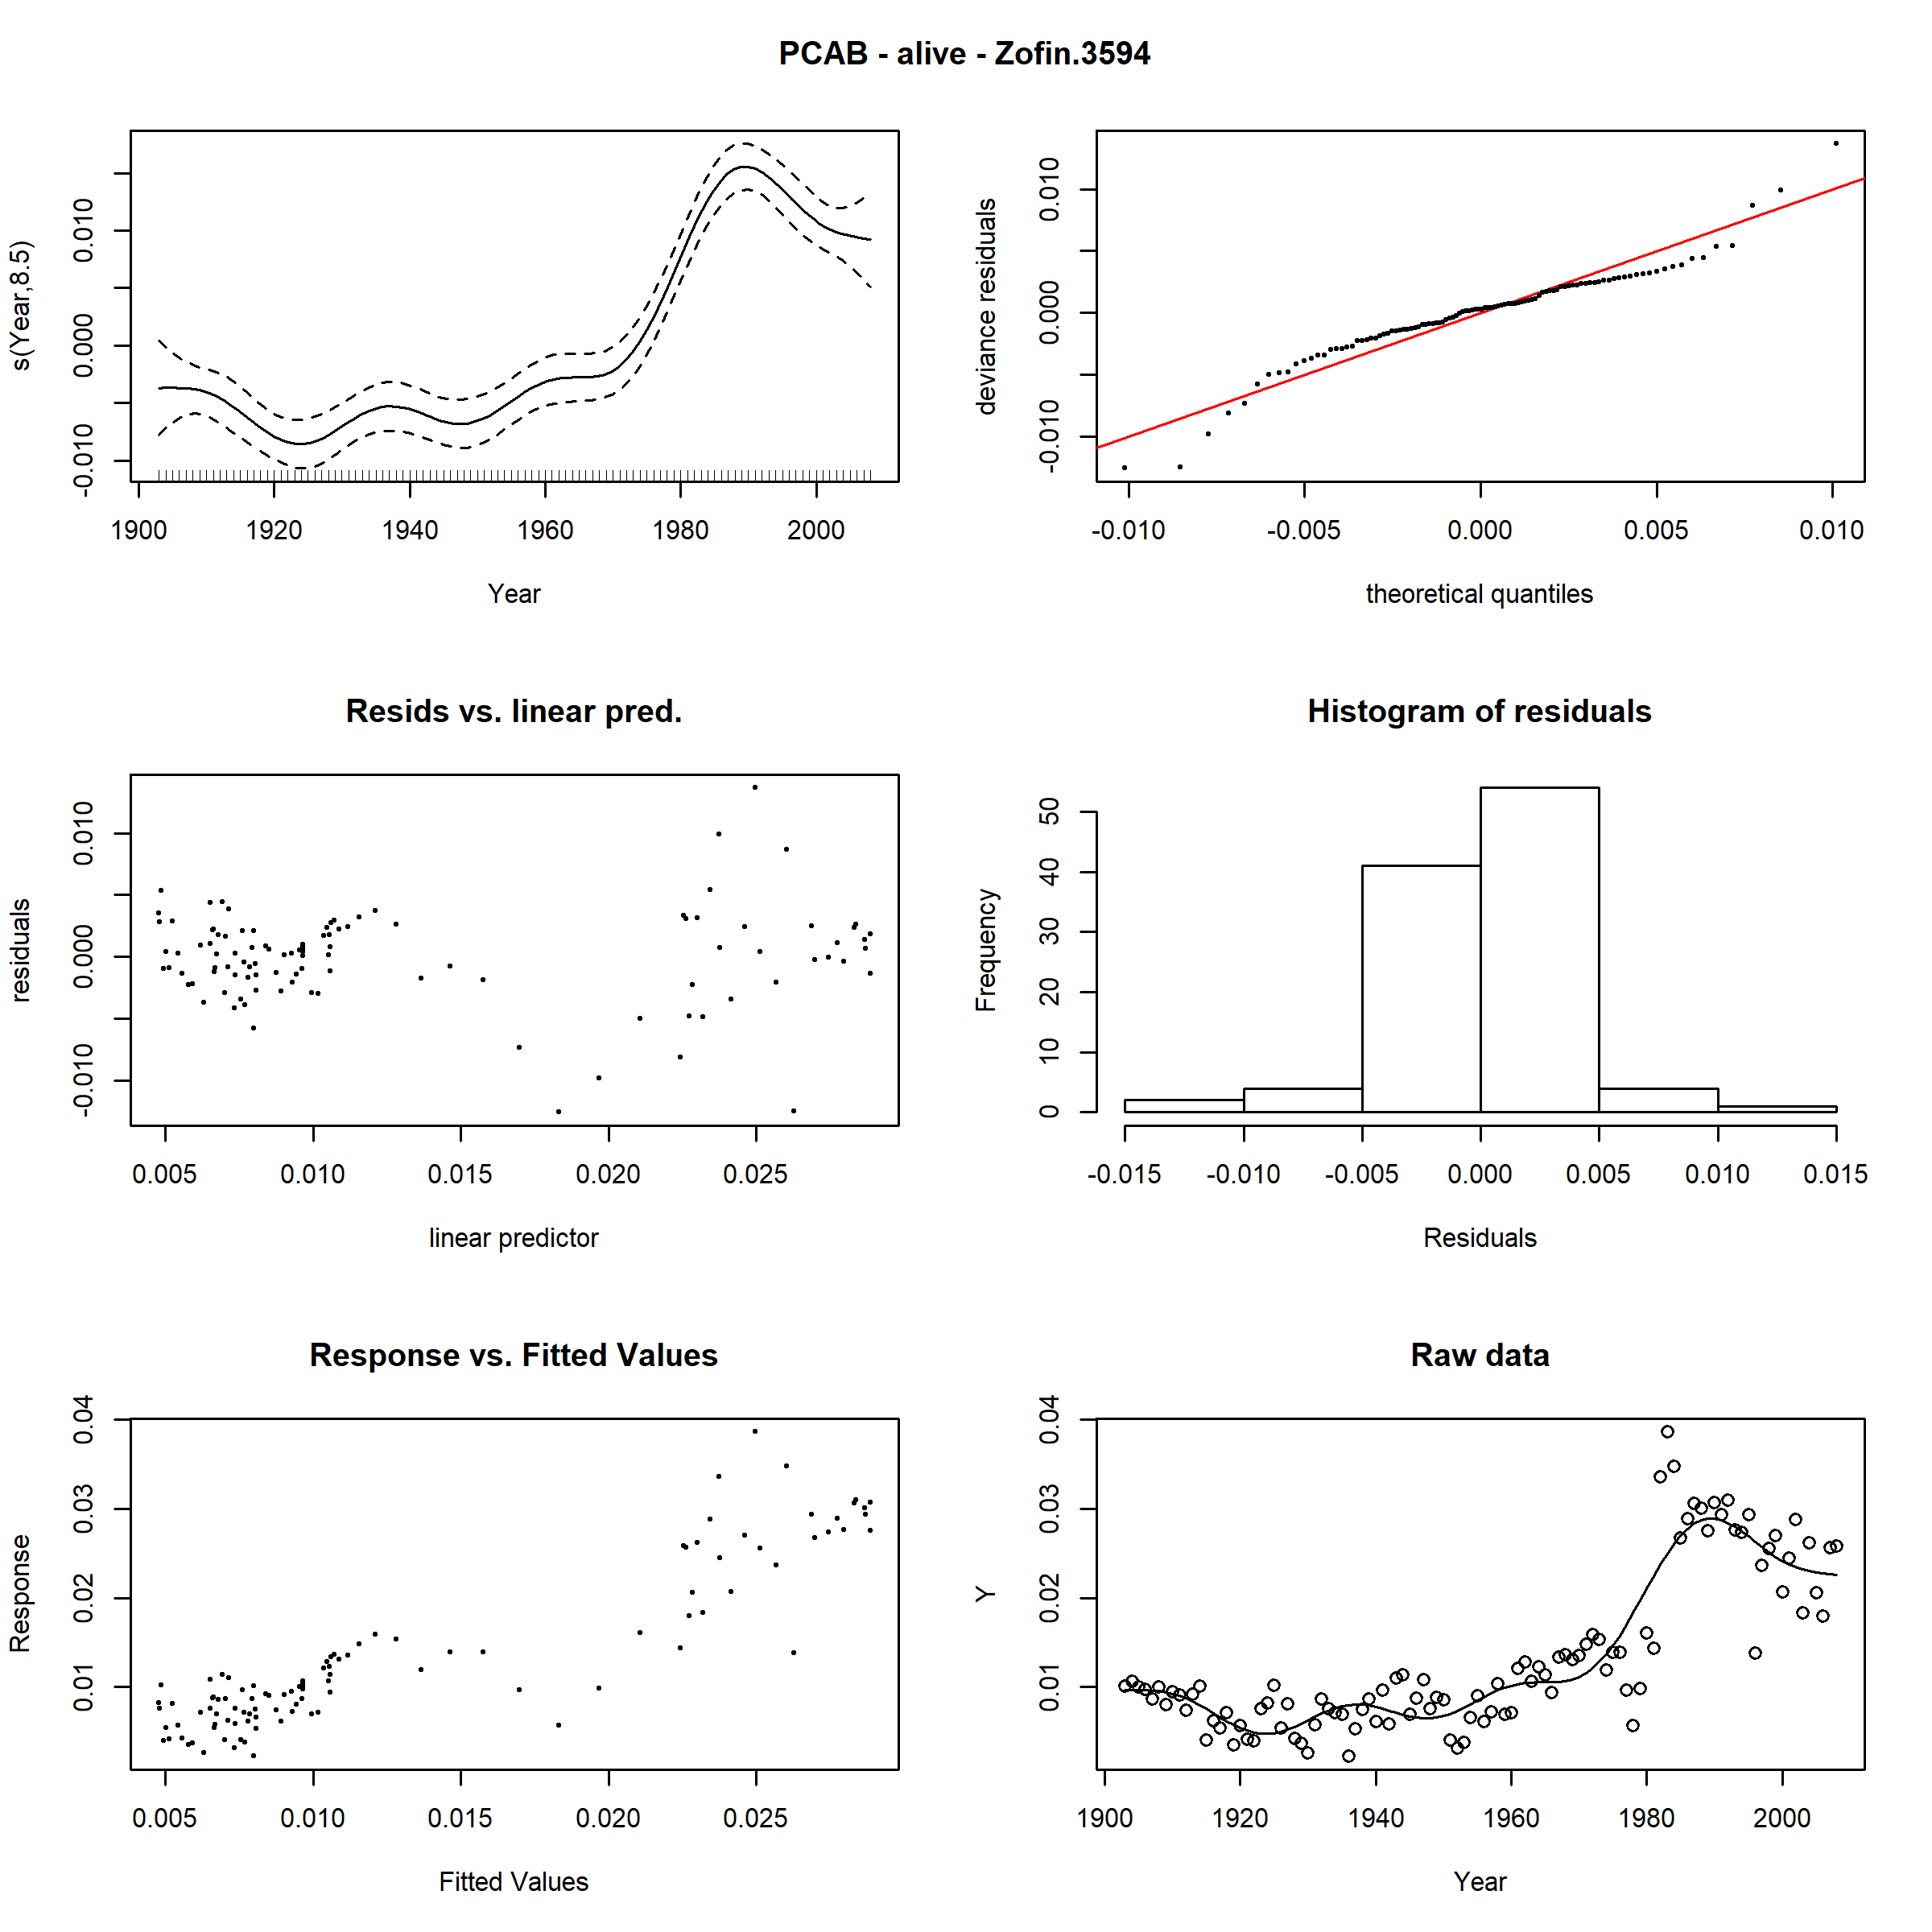 PCAB - alive - Zofin.3594
s(Year,8.5)
-0.010 0.000 0.010
1900 1920 1940 1960 1980 2000
Year
deviance residuals
-0.010 0.000 0.010
-0.010 -0.005 0.000 0.005 0.010
theoretical quantiles
Resids vs. linear pred.
residuals
-0.010 0.000 0.010
0.005 0.010 0.015 0.020 0.025
linear predictor
Histogram of residuals
Frequency
0 10 20 30 40 50
-0.015 -0.010 -0.005 0.000 0.005 0.010 0.015
Residuals
Response vs. Fitted Values
Response
0.01 0.02 0.03 0.04
0.005 0.010 0.015 0.020 0.025
Fitted Values
Raw data
Y
0.01 0.02 0.03 0.04
1900 1920 1940 1960 1980 2000
Year